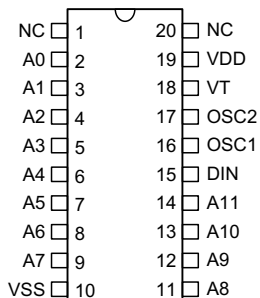 NC 1 20 NC
A0 2 19 VDD
A1 3 18 VT
A2 4 17 OSC2
A3 5 16 OSC1
A4 6 15 DIN
A5 7 14 A11
A6 8 13 A10
A7 9 12 A9
VSS 10 11 A8